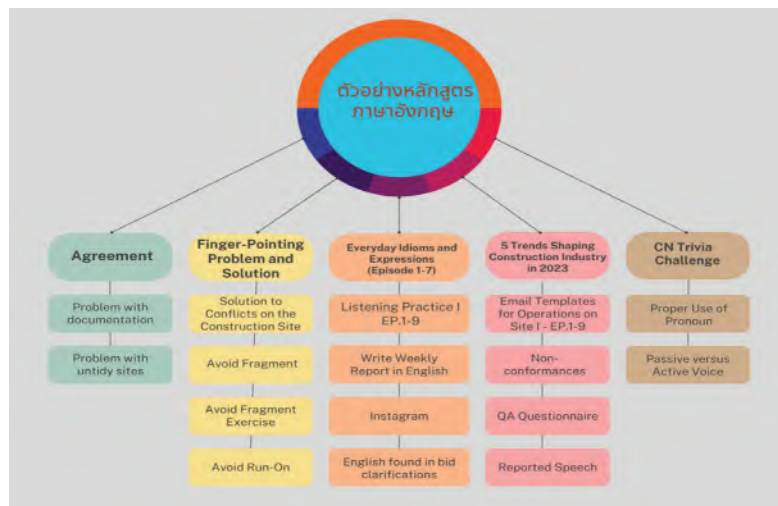 ตัวอย่างหลักสูตร
ภาษาอังกฤษ
Agreement
Problem with
documentation
Problem with
untidy sites
Finger-Pointing
Problem and
Solution
Solution to
Conflicts on the
Construction Site
Avoid Fragment
Avoid Fragment
Exercise
Avoid Run-On
Everyday Idioms and
Expressions
(Episode 1-7)
Listening Practice I
EP.1-9
Write Weekly
Report in English
Instagram
English found in bid
clarifications
5 Trends Shaping
Construction Industry
in 2023
Email Templates
for Operations on
Site I - EP.1-9
Non-
conformances
QA Questionnaire
Reported Speech
CN Trivia
Challenge
Proper Use of
Pronoun
Passive versus
Active Voice